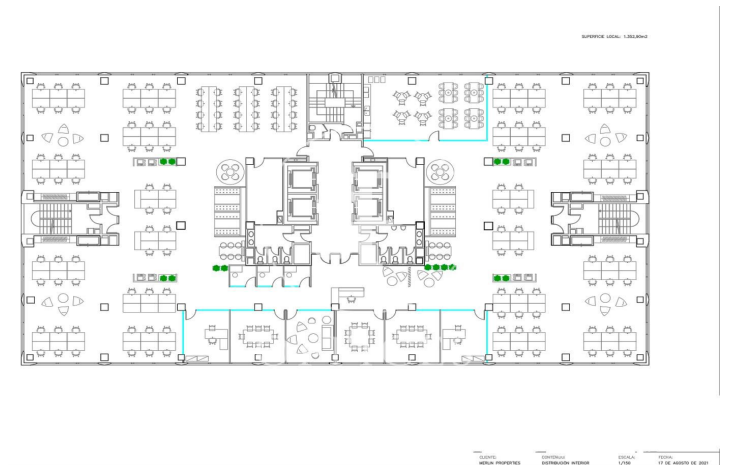 SUPERFICIE LOCAL: 1.352,90m2
CLIENTE:
MERLIN PROPERTIES
CONTENIDO:
DISTRIBUCIÓN INTERIOR
ESCALA:
1/150
FECHA:
17 DE AGOSTO DE 2021